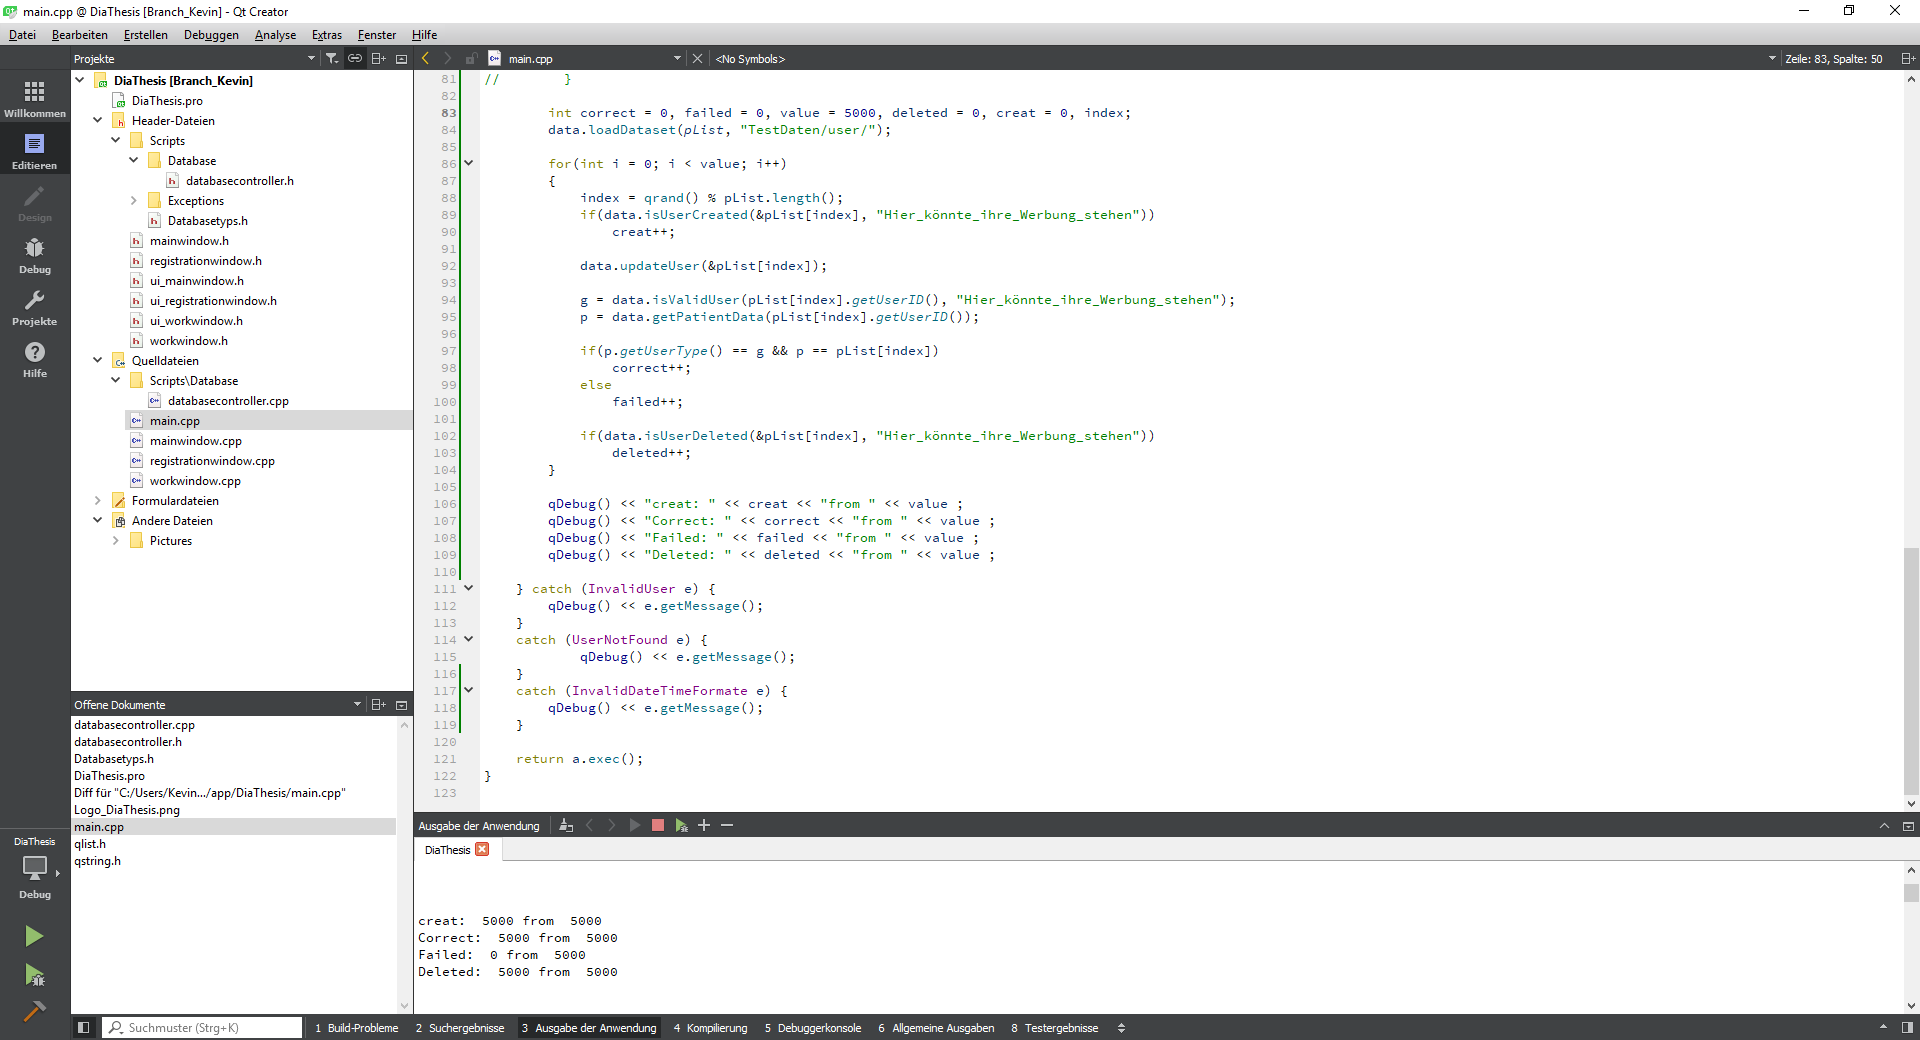 main.cpp @ DiaThesis [Branch_Kevin] - Qt Creator
Datei Bearbeiten Erstellen Debuggen Analyse Extras Fenster Hilfe
Projekte
main.cpp
<No Symbols>
Zeile: 83, Spalte: 50
Willkommen
Editieren
Design
Debug
Projekte
Hilfe
DiaThesis [Branch_Kevin]
DiaThesis.pro
Header-Dateien
Scripts
Database
databasecontroller.h
Exceptions
Databasetyps.h
mainwindow.h
registrationwindow.h
ui_mainwindow.h
ui_registrationwindow.h
ui_workwindow.h
workwindow.h
Quelldateien
Scripts\Database
databasecontroller.cpp
main.cpp
mainwindow.cpp
registrationwindow.cpp
workwindow.cpp
Formulardateien
Andere Dateien
Pictures
Offene Dokumente
databasecontroller.cpp
databasecontroller.h
Databasetyps.h
DiaThesis.pro
Diff für "C:/Users/Kevin.../app/DiaThesis/main.cpp"
Logo_DiaThesis.png
main.cpp
qlist.h
qstring.h
DiaThesis
Debug
81 //        }
82
83         int correct = 0, failed = 0, value = 5000, deleted = 0, creat = 0, index;
84         data.loadDataset(pList, "TestDaten/user/");
85
86         for(int i = 0; i < value; i++)
87         {
88             index = qrand() % pList.length();
89             if(data.isUserCreated(&pList[index], "Hier_könnte_ihre_Werbung_stehen"))
90                 creat++;
91
92             data.updateUser(&pList[index]);
93
94             g = data.isValidUser(pList[index].getUserID(), "Hier_könnte_ihre_Werbung_stehen");
95             p = data.getPatientData(pList[index].getUserID());
96
97             if(p.getUserType() == g && p == pList[index])
98                 correct++;
99             else
100                 failed++;
101
102             if(data.isUserDeleted(&pList[index], "Hier_könnte_ihre_Werbung_stehen"))
103                 deleted++;
104         }
105
106         qDebug() << "creat: " << creat << "from " << value ;
107         qDebug() << "Correct: " << correct << "from " << value ;
108         qDebug() << "Failed: " << failed << "from " << value ;
109         qDebug() << "Deleted: " << deleted << "from " << value ;
110
111     } catch (InvalidUser e) {
112         qDebug() << e.getMessage();
113     }
114     catch (UserNotFound e) {
115             qDebug() << e.getMessage();
116     }
117     catch (InvalidDateTimeFormate e) {
118         qDebug() << e.getMessage();
119     }
120
121     return a.exec();
122 }
123
Ausgabe der Anwendung
DiaThesis
creat:  5000 from  5000
Correct:  5000 from  5000
Failed:  0 from  5000
Deleted:  5000 from  5000
Suchmuster (Strg+K)
1 Build-Probleme 2 Suchergebnisse 3 Ausgabe der Anwendung 4 Kompilierung 5 Debuggerkonsole 6 Allgemeine Ausgaben 8 Testergebnisse